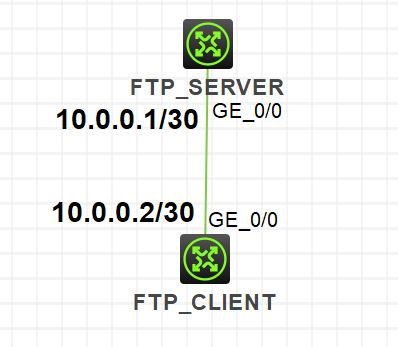 FTP_SERVER
GE_0/0
10.0.0.1/30
10.0.0.2/30
GE_0/0
FTP_CLIENT